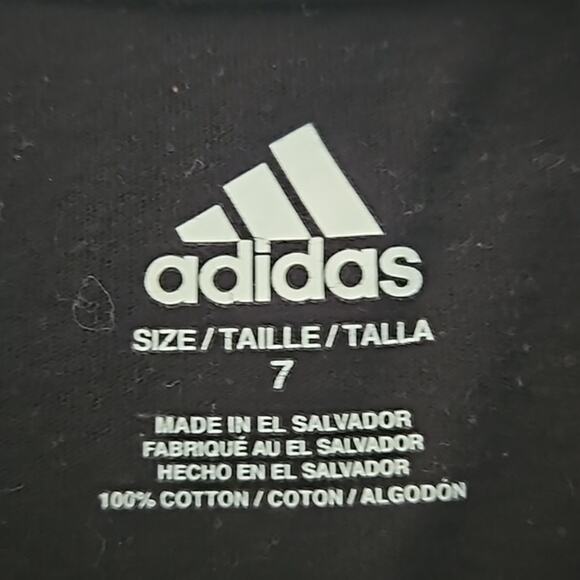 adidas
SIZE / TAILLE / TALLA
7
MADE IN EL SALVADOR
FABRIQUÉ AU EL SALVADOR
HECHO EN EL SALVADOR
100% COTTON / COTON / ALGODÓN